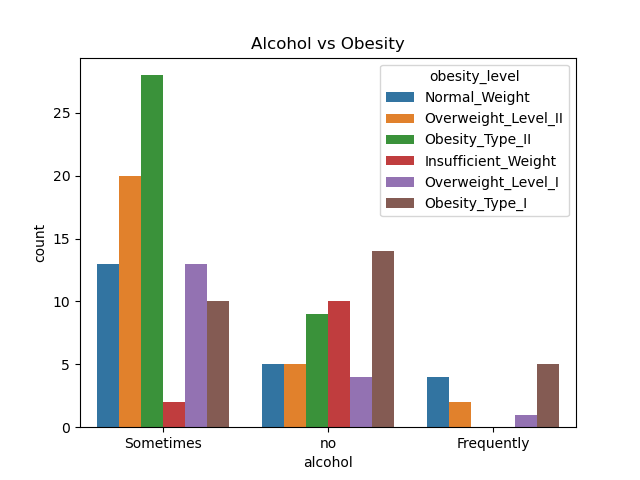 Alcohol vs Obesity
obesity_level
Normal_Weight
Overweight_Level_II
Obesity_Type_II
Insufficient_Weight
Overweight_Level_I
Obesity_Type_I
count
25
20
15
10
5
0
Sometimes no Frequently
alcohol